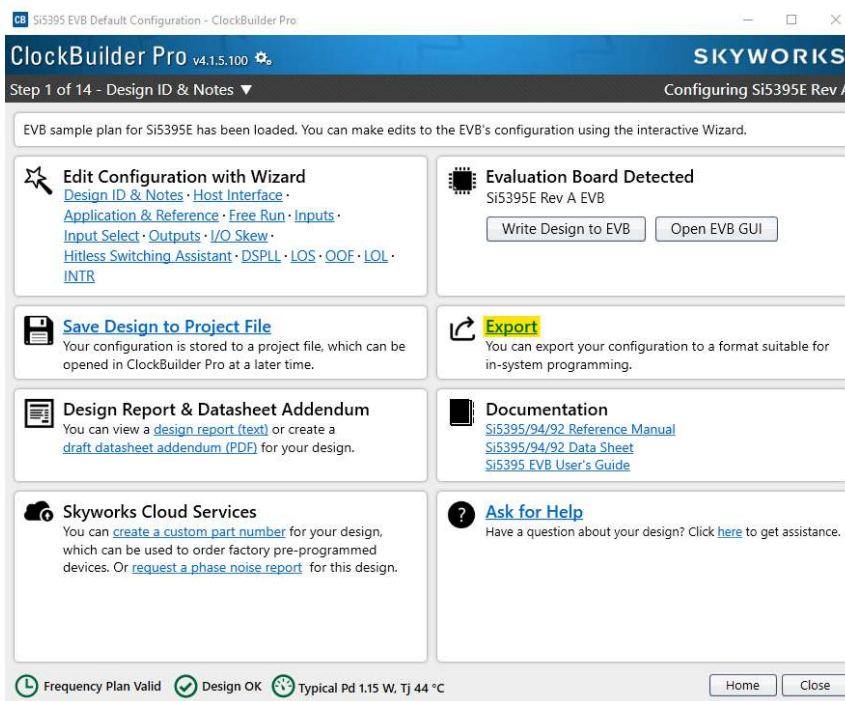 CB Si5395 EVB Default Configuration - ClockBuilder Pro
ClockBuilder Pro v4.1.5.100
SKYWORKS
Step 1 of 14 - Design ID & Notes ▼
Configuring Si5395E Rev A
EVB sample plan for Si5395E has been loaded. You can make edits to the EVB's configuration using the interactive Wizard.
Edit Configuration with Wizard
Design ID & Notes · Host Interface ·
Application & Reference · Free Run · Inputs ·
Input Select · Outputs · I/O Skew ·
Hitless Switching Assistant · DSPLL · LOS · OOF · LOL ·
INTR
Evaluation Board Detected
Si5395E Rev A EVB
Write Design to EVB
Open EVB GUI
Save Design to Project File
Your configuration is stored to a project file, which can be
opened in ClockBuilder Pro at a later time.
Export
You can export your configuration to a format suitable for
in-system programming.
Design Report & Datasheet Addendum
You can view a design report (text) or create a
draft datasheet addendum (PDF) for your design.
Documentation
Si5395/94/92 Reference Manual
Si5395/94/92 Data Sheet
Si5395 EVB User's Guide
Skyworks Cloud Services
You can create a custom part number for your design,
which can be used to order factory pre-programmed
devices. Or request a phase noise report for this design.
Ask for Help
Have a question about your design? Click here to get assistance.
Frequency Plan Valid
Design OK
Typical Pd 1.15 W, Tj 44 °C
Home
Close